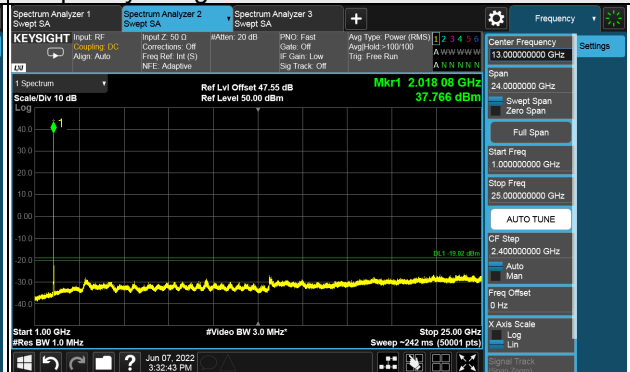 Spectrum Analyzer 1
Swept SA
Spectrum Analyzer 2
Swept SA
Spectrum Analyzer 3
Swept SA
+
Frequency
KEYSIGHT
Input: RF
Coupling: DC
Align: Auto
Input Z: 50 Ω
Corrections: Off
Freq Ref: Int (S)
NFE: Adaptive
#Atten: 20 dB
PNO: Fast
Gate: Off
IF Gain: Low
Sig Track: Off
Avg Type: Power (RMS)
Avg|Hold:>100/100
Trig: Free Run
1 2 3 4 5 6
A W W W W W
A N N N N N
LXI
1 Spectrum
Scale/Div 10 dB
Log
Ref Lvl Offset 47.55 dB
Ref Level 50.00 dBm
Mkr1 2.018 08 GHz
37.766 dBm
1
40.0
30.0
20.0
10.0
0.00
-10.0
-20.0
-30.0
-40.0
DL1 -19.02 dBm
Start 1.00 GHz
#Res BW 1.0 MHz
#Video BW 3.0 MHz*
Stop 25.00 GHz
Sweep ~242 ms (50001 pts)
Center Frequency
13.000000000 GHz
Span
24.0000000 GHz
Swept Span
Zero Span
Full Span
Start Freq
1.000000000 GHz
Stop Freq
25.000000000 GHz
AUTO TUNE
CF Step
2.400000000 GHz
Auto
Man
Freq Offset
0 Hz
X Axis Scale
Log
Lin
Signal Track
Settings
?
Jun 07, 2022
3:32:43 PM